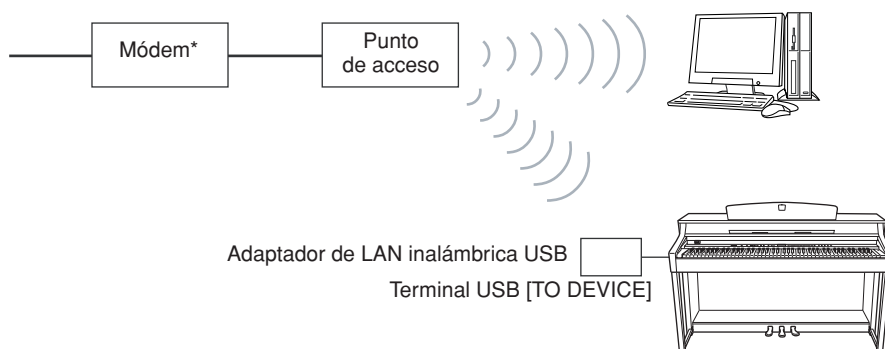 Módem*
Punto
de acceso
Adaptador de LAN inalámbrica USB
Terminal USB [TO DEVICE]